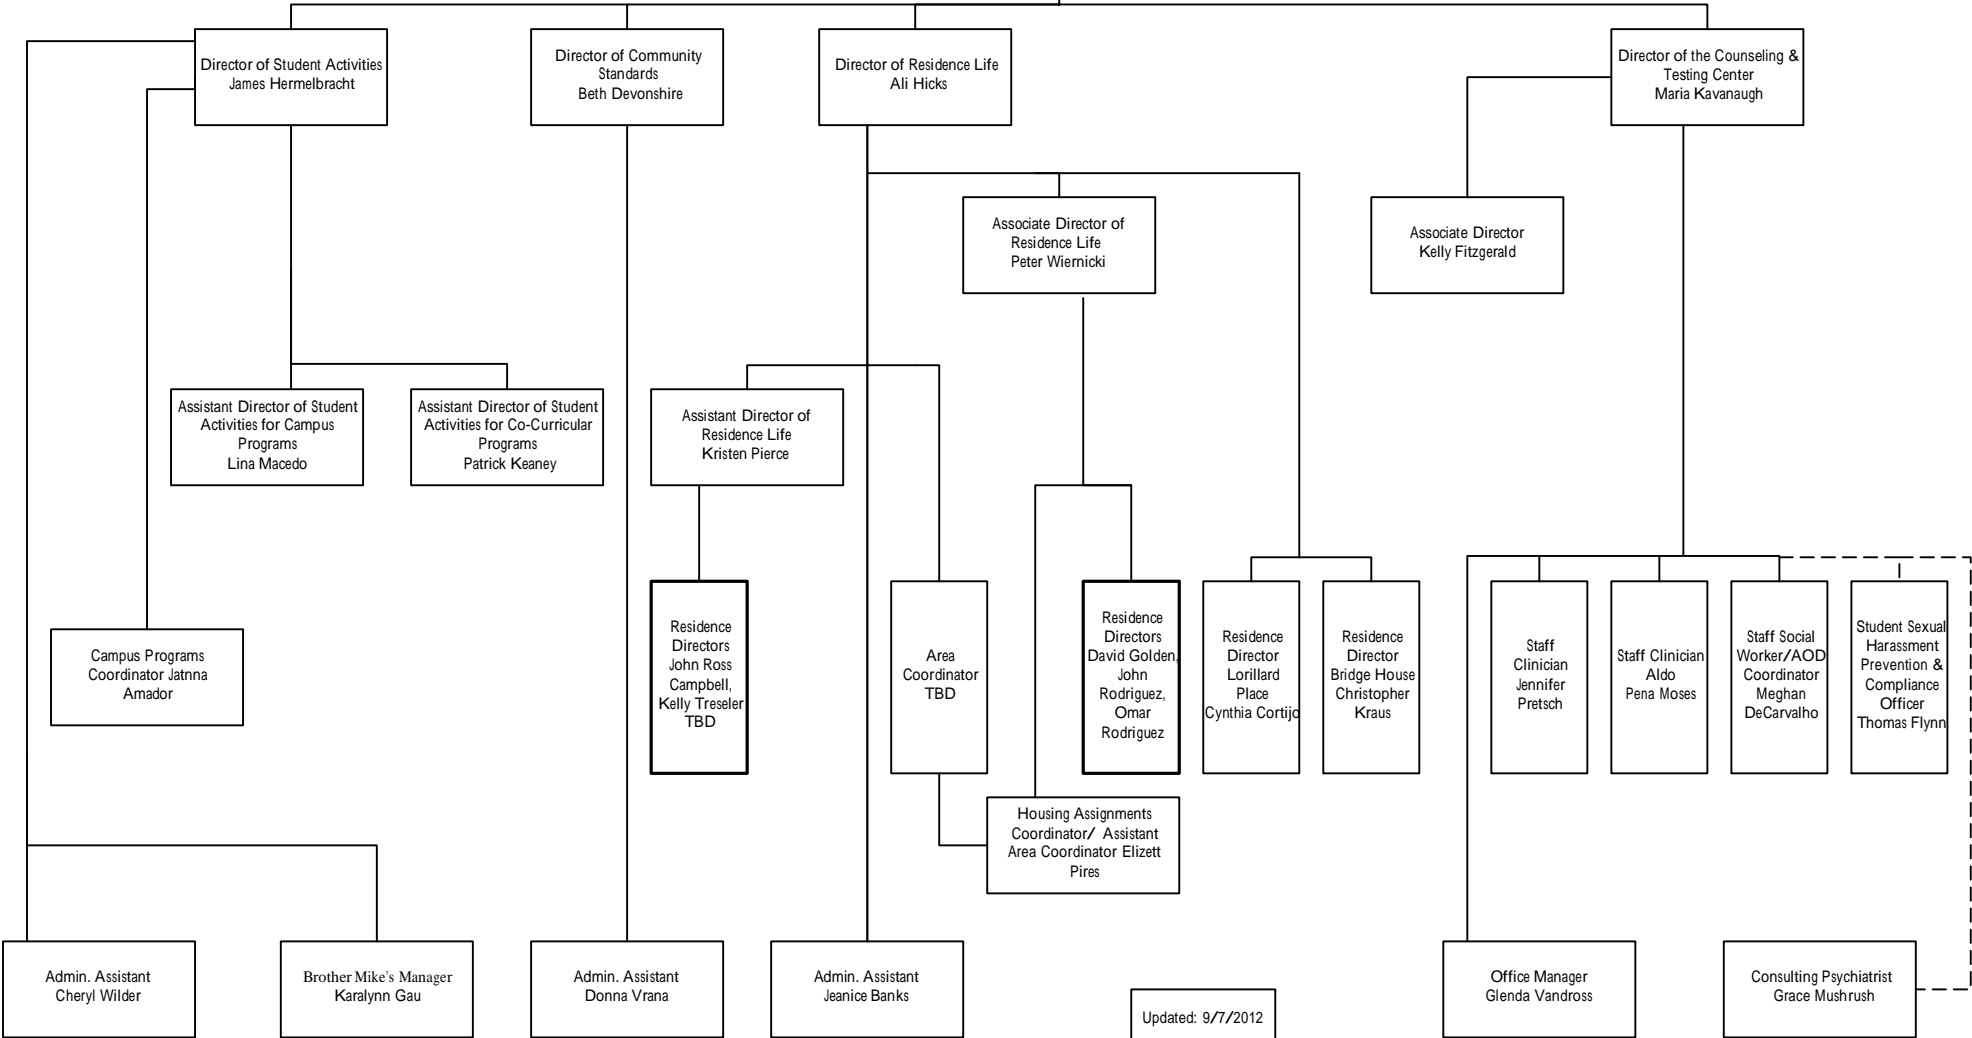 Director of Student Activities
James Hermelbracht
Director of Community
Standards
Beth Devonshire
Director of Residence Life
Ali Hicks
Director of the Counseling &
Testing Center
Maria Kavanaugh
Associate Director of
Residence Life
Peter Wiernicki
Associate Director
Kelly Fitzgerald
Assistant Director of Student
Activities for Campus
Programs
Lina Macedo
Assistant Director of Student
Activities for Co-Curricular
Programs
Patrick Keaney
Assistant Director of
Residence Life
Kristen Pierce
Campus Programs
Coordinator Jatnna
Amador
Residence
Directors
John Ross
Campbell,
Kelly Treseler
TBD
Area
Coordinator
TBD
Residence
Directors
David Golden,
John
Rodriguez,
Omar
Rodriguez
Residence
Director
Lorillard
Place
Cynthia Cortijo
Residence
Director
Bridge House
Christopher
Kraus
Staff
Clinician
Jennifer
Pretsch
Staff Clinician
Aldo
Pena Moses
Staff Social
Worker/AOD
Coordinator
Meghan
DeCarvalho
Student Sexual
Harassment
Prevention &
Compliance
Officer
Thomas Flynn
Housing Assignments
Coordinator/ Assistant
Area Coordinator Elizett
Pires
Admin. Assistant
Cheryl Wilder
Brother Mike's Manager
Karalynn Gau
Admin. Assistant
Donna Vrana
Admin. Assistant
Jeanice Banks
Updated: 9/7/2012
Office Manager
Glenda Vandross
Consulting Psychiatrist
Grace Mushrush